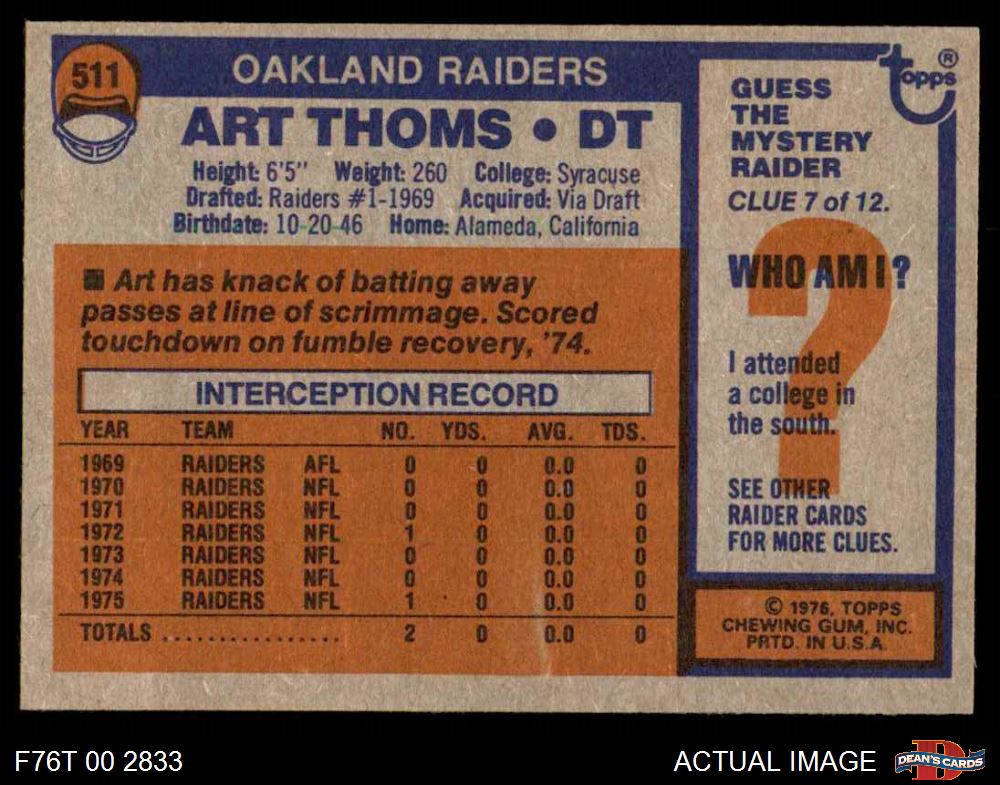 511
OAKLAND RAIDERS
ART THOMS • DT
Height: 6'5" Weight: 260 College: Syracuse
Drafted: Raiders #1-1969 Acquired: Via Draft
Birthdate: 10-20-46 Home: Alameda, California
■ Art has knack of batting away
passes at line of scrimmage. Scored
touchdown on fumble recovery, '74.
INTERCEPTION RECORD
YEAR TEAM NO. YDS. AVG. TDS.
1969 RAIDERS AFL 0 0 0.0 0
1970 RAIDERS NFL 0 0 0.0 0
1971 RAIDERS NFL 0 0 0.0 0
1972 RAIDERS NFL 1 0 0.0 0
1973 RAIDERS NFL 0 0 0.0 0
1974 RAIDERS NFL 0 0 0.0 0
1975 RAIDERS NFL 1 0 0.0 0
TOTALS ................ 2 0 0.0 0
topps ®
GUESS
THE
MYSTERY
RAIDER
CLUE 7 of 12.
WHO AM I?
I attended
a college in
the south.
SEE OTHER
RAIDER CARDS
FOR MORE CLUES.
© 1976, TOPPS
CHEWING GUM, INC.
PRTD. IN U.S.A.
F76T 00 2833
ACTUAL IMAGE
DEAN'S CARDS